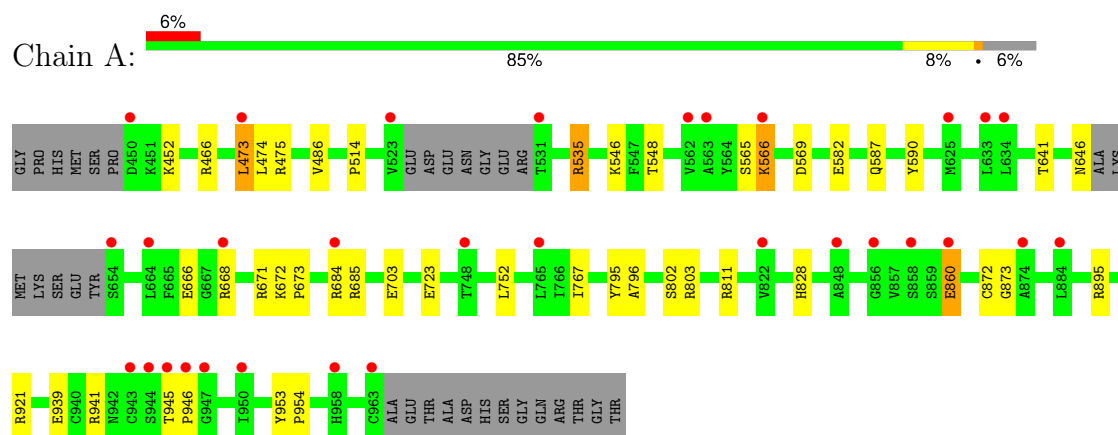 6%
Chain A:
85% 8% • 6%
GLY PRO HIS MET SER PRO D450 K451 K452 R466 L473 L474 R475 V486 P514 V523 GLU ASP GLU ASN GLY GLU ARG T531 R535 K546 F547 T548 V562 A563 Y564 S565 K566 D569 E582 Q587 Y590 M625 L633 L634 T641 N646 ALA LYS
MET LYS SER GLU TYR S654 L664 F665 E666 G667 R668 R671 K672 P673 R684 R685 E703 E723 T748 L752 L765 I766 I767 Y795 A796 S802 R803 R811 V822 H828 A848 G856 V857 S858 S859 E860 C872 G873 A874 L884 R895
R921 E939 C940 R941 N942 C943 S944 T945 P946 G947 I950 Y953 P954 H958 C963 ALA GLU THR ALA ASP HIS SER GLY GLN ARG THR GLY THR